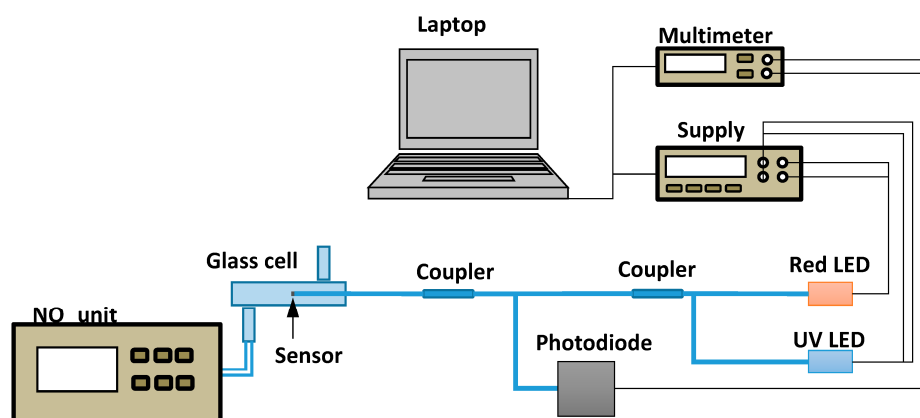 Laptop
Multimeter
Supply
Glass cell
Coupler
Coupler
Red LED
NO unit
Sensor
Photodiode
UV LED